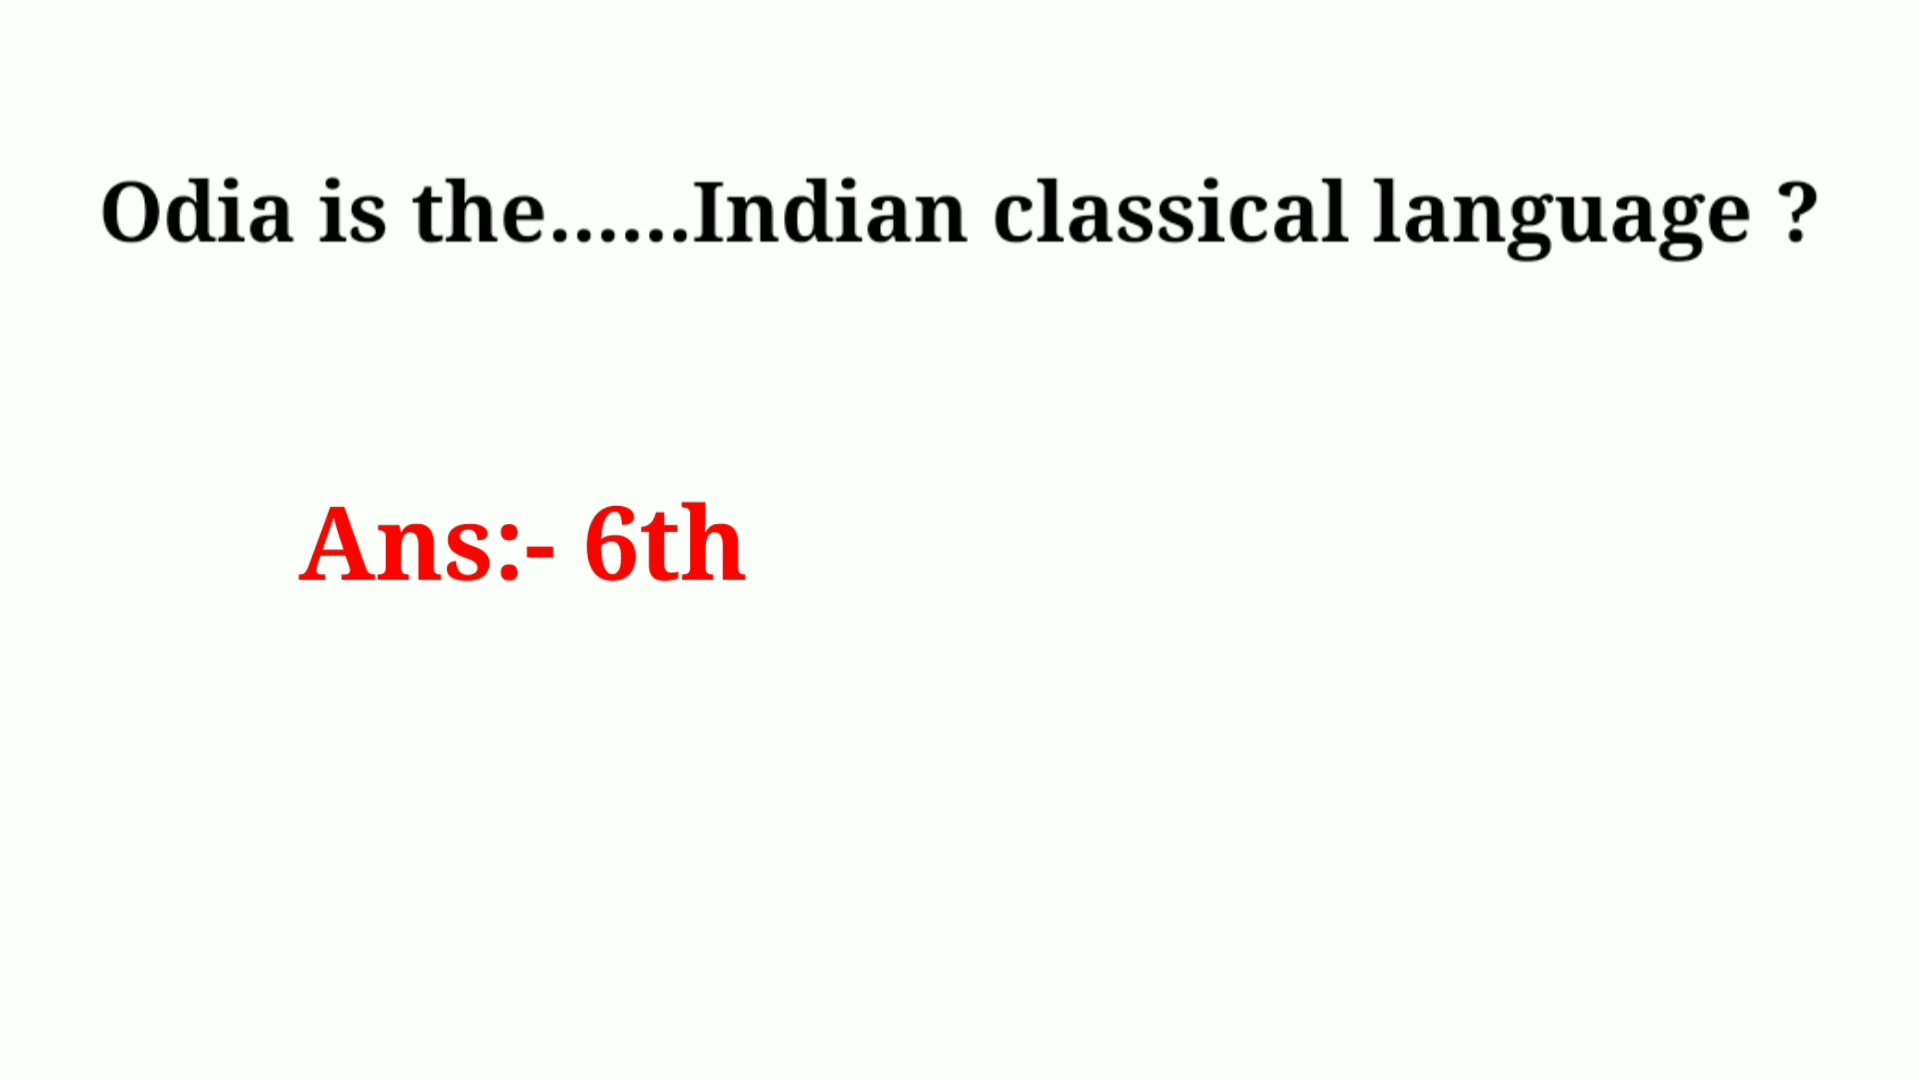 Odia is the......Indian classical language ?
Ans:- 6th